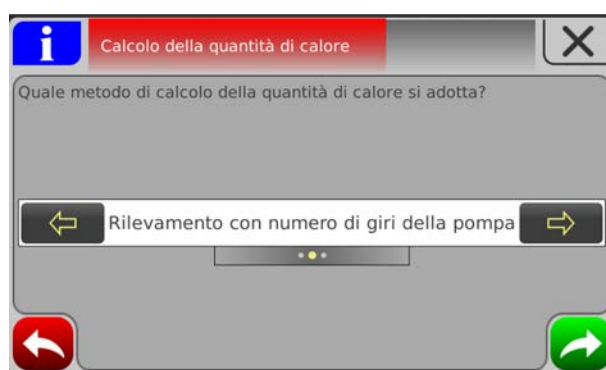 i
Calcolo della quantità di calore
Quale metodo di calcolo della quantità di calore si adotta?
Rilevamento con numero di giri della pompa